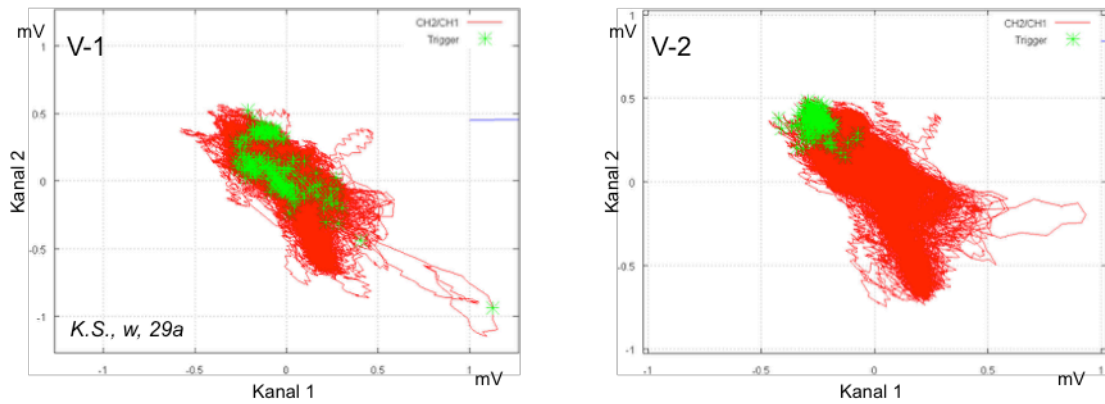 mV
V-1
CH2/CH1
Trigger
1
0.5
0
-0.5
-1
Kanal 2
K.S., w, 29a
-1
-0.5
0
0.5
1
mV
Kanal 1
mV
V-2
CH2/CH1
Trigger
1
0.5
0
-0.5
-1
Kanal 2
-1
-0.5
0
0.5
1
mV
Kanal 1